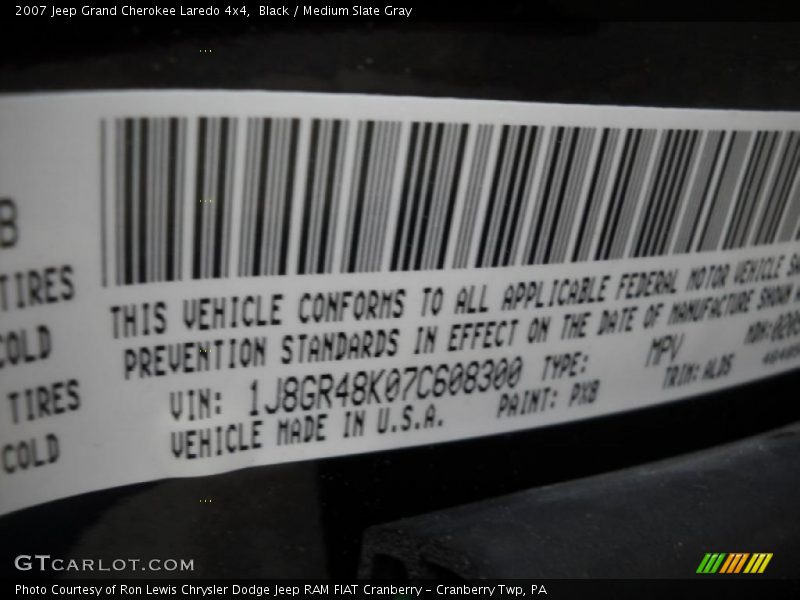 2007 Jeep Grand Cherokee Laredo 4x4, Black / Medium Slate Gray
B
TIRES
COLD
TIRES
COLD
THIS VEHICLE CONFORMS TO ALL APPLICABLE FEDERAL MOTOR VEHICLE
PREVENTION STANDARDS IN EFFECT ON THE DATE OF MANUFACTURE SHOWN
VIN: 1J8GR48K07C608300 TYPE: MPV MDH:
VEHICLE MADE IN U.S.A. PAINT: PXB TRIM:
GTCARLOT.COM
Photo Courtesy of Ron Lewis Chrysler Dodge Jeep RAM FIAT Cranberry – Cranberry Twp, PA